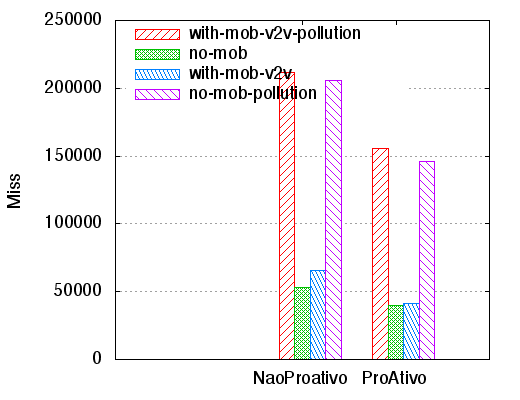 250000
200000
150000
100000
50000
0
Miss
with-mob-v2v-pollution
no-mob
with-mob-v2v
no-mob-pollution
NaoProativo
ProAtivo